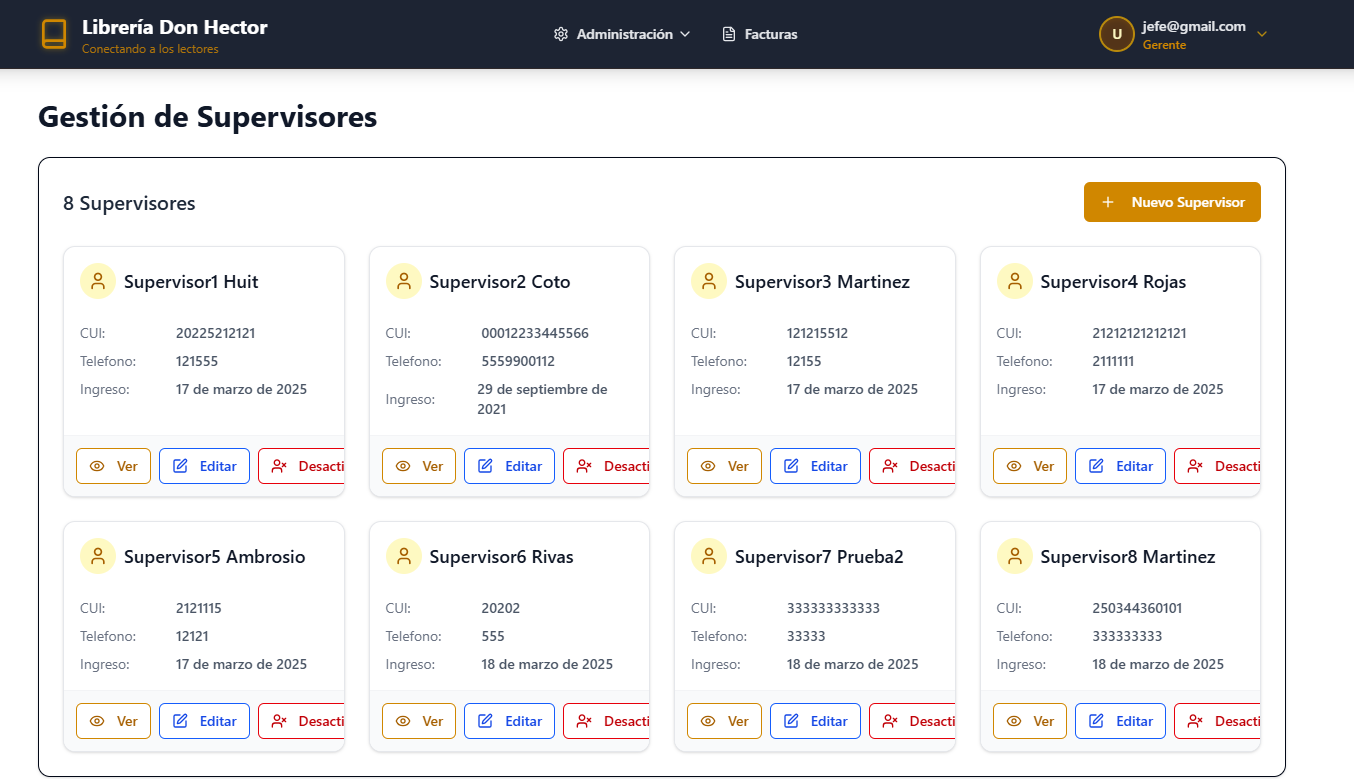 Librería Don Hector
Conectando a los lectores
Administración
Facturas
U
jefe@gmail.com
Gerente
Gestión de Supervisores
8 Supervisores
+ Nuevo Supervisor
Supervisor1 Huit
CUI: 20225212121
Telefono: 121555
Ingreso: 17 de marzo de 2025
Ver Editar Desacti
Supervisor2 Coto
CUI: 00012233445566
Telefono: 5559900112
Ingreso: 29 de septiembre de
2021
Ver Editar Desacti
Supervisor3 Martinez
CUI: 121215512
Telefono: 12155
Ingreso: 17 de marzo de 2025
Ver Editar Desacti
Supervisor4 Rojas
CUI: 21212121212121
Telefono: 2111111
Ingreso: 17 de marzo de 2025
Ver Editar Desacti
Supervisor5 Ambrosio
CUI: 2121115
Telefono: 12121
Ingreso: 17 de marzo de 2025
Ver Editar Desacti
Supervisor6 Rivas
CUI: 20202
Telefono: 555
Ingreso: 18 de marzo de 2025
Ver Editar Desacti
Supervisor7 Prueba2
CUI: 333333333333
Telefono: 33333
Ingreso: 18 de marzo de 2025
Ver Editar Desacti
Supervisor8 Martinez
CUI: 250344360101
Telefono: 333333333
Ingreso: 18 de marzo de 2025
Ver Editar Desacti